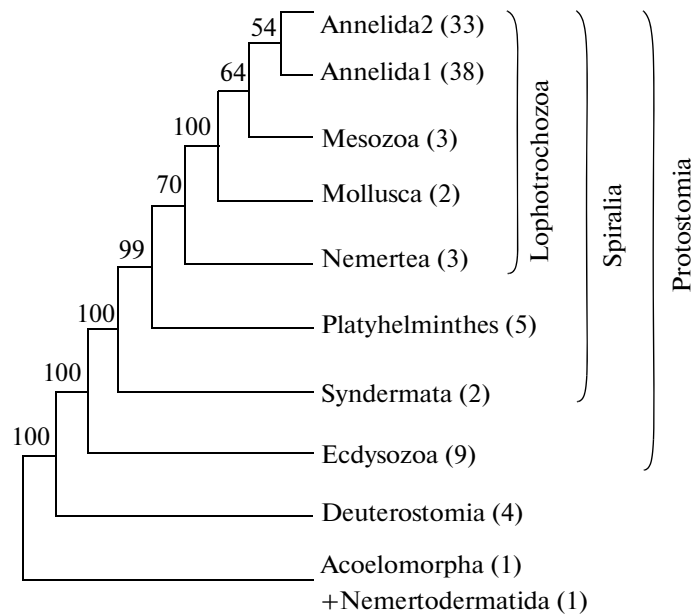 54
Annelida2 (33)
64
Annelida1 (38)
100
Mesozoa (3)
70
Mollusca (2)
99
Nemertea (3)
100
Platyhelminthes (5)
100
Syndermata (2)
100
Ecdysozoa (9)
Deuterostomia (4)
Acoelomorpha (1)
+Nemertodermatida (1)
Lophotrochozoa
Spiralia
Protostomia